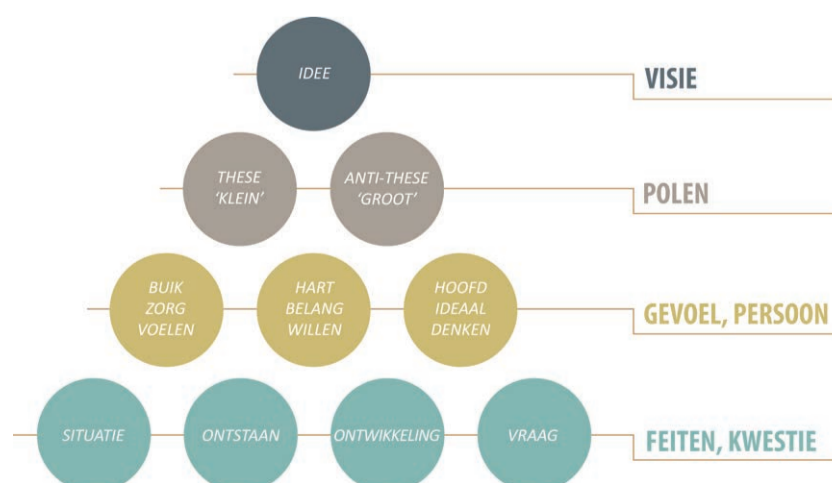 IDEE
VISIE
THESE
‘KLEIN’
ANTI-THESE
‘GROOT’
POLEN
BUIK
ZORG
VOELEN
HART
BELANG
WILLEN
HOOFD
IDEAAL
DENKEN
GEVOEL, PERSOON
SITUATIE
ONTSTAAN
ONTWIKKELING
VRAAG
FEITEN, KWESTIE